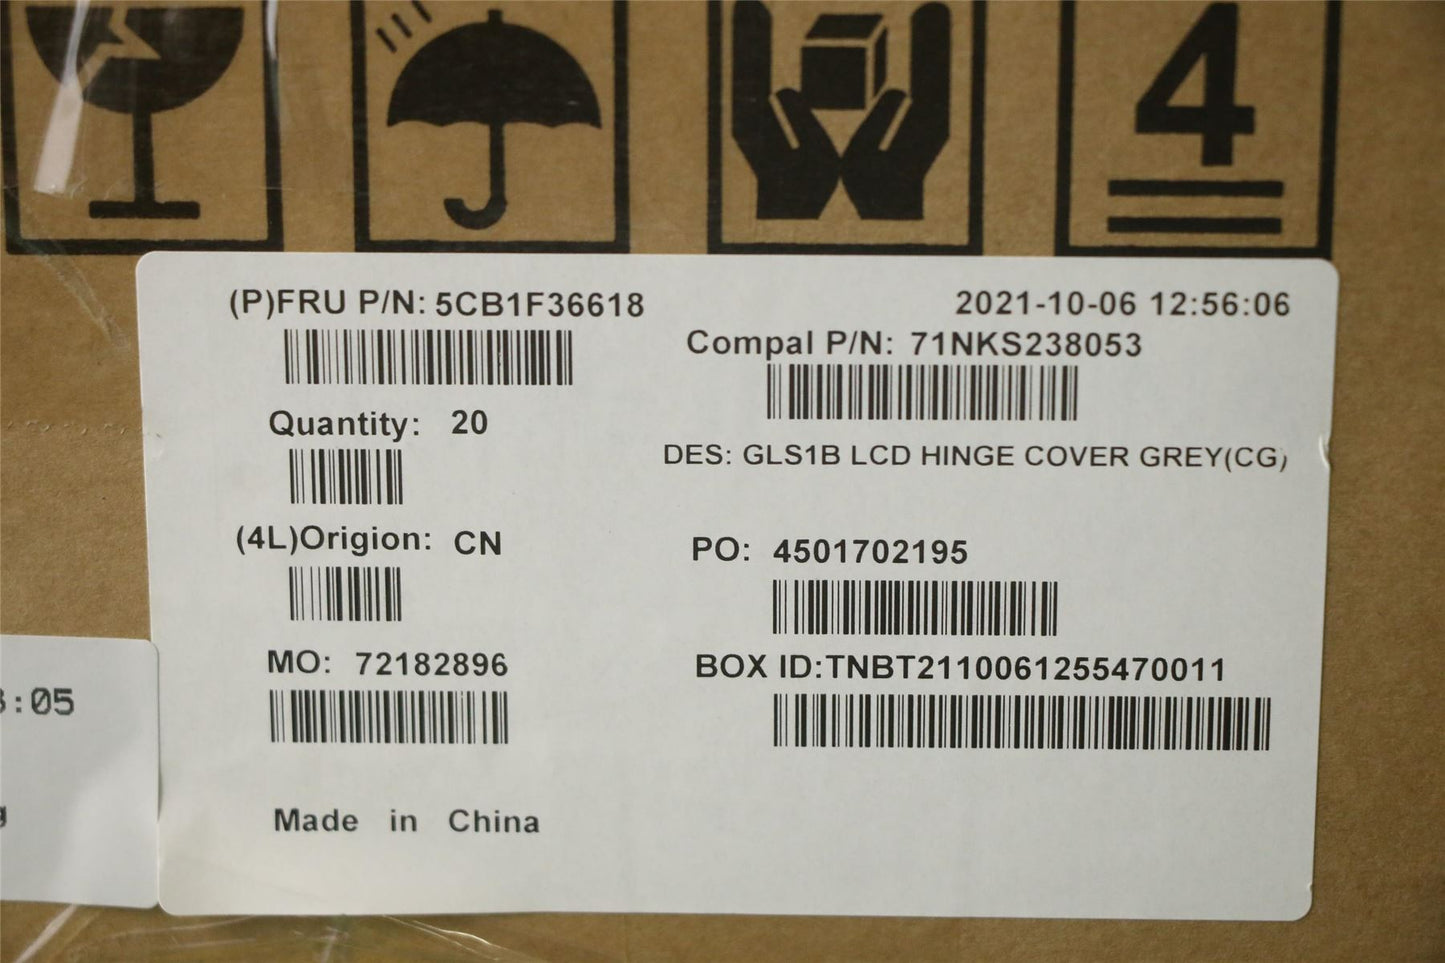 4
(P)FRU P/N: 5CB1F36618
2021-10-06 12:56:06
Compal P/N: 71NKS238053
Quantity: 20
DES: GLS1B LCD HINGE COVER GREY(CG)
(4L)Origion: CN
PO: 4501702195
MO: 72182896
BOX ID:TNBT2110061255470011
Made in China
:05